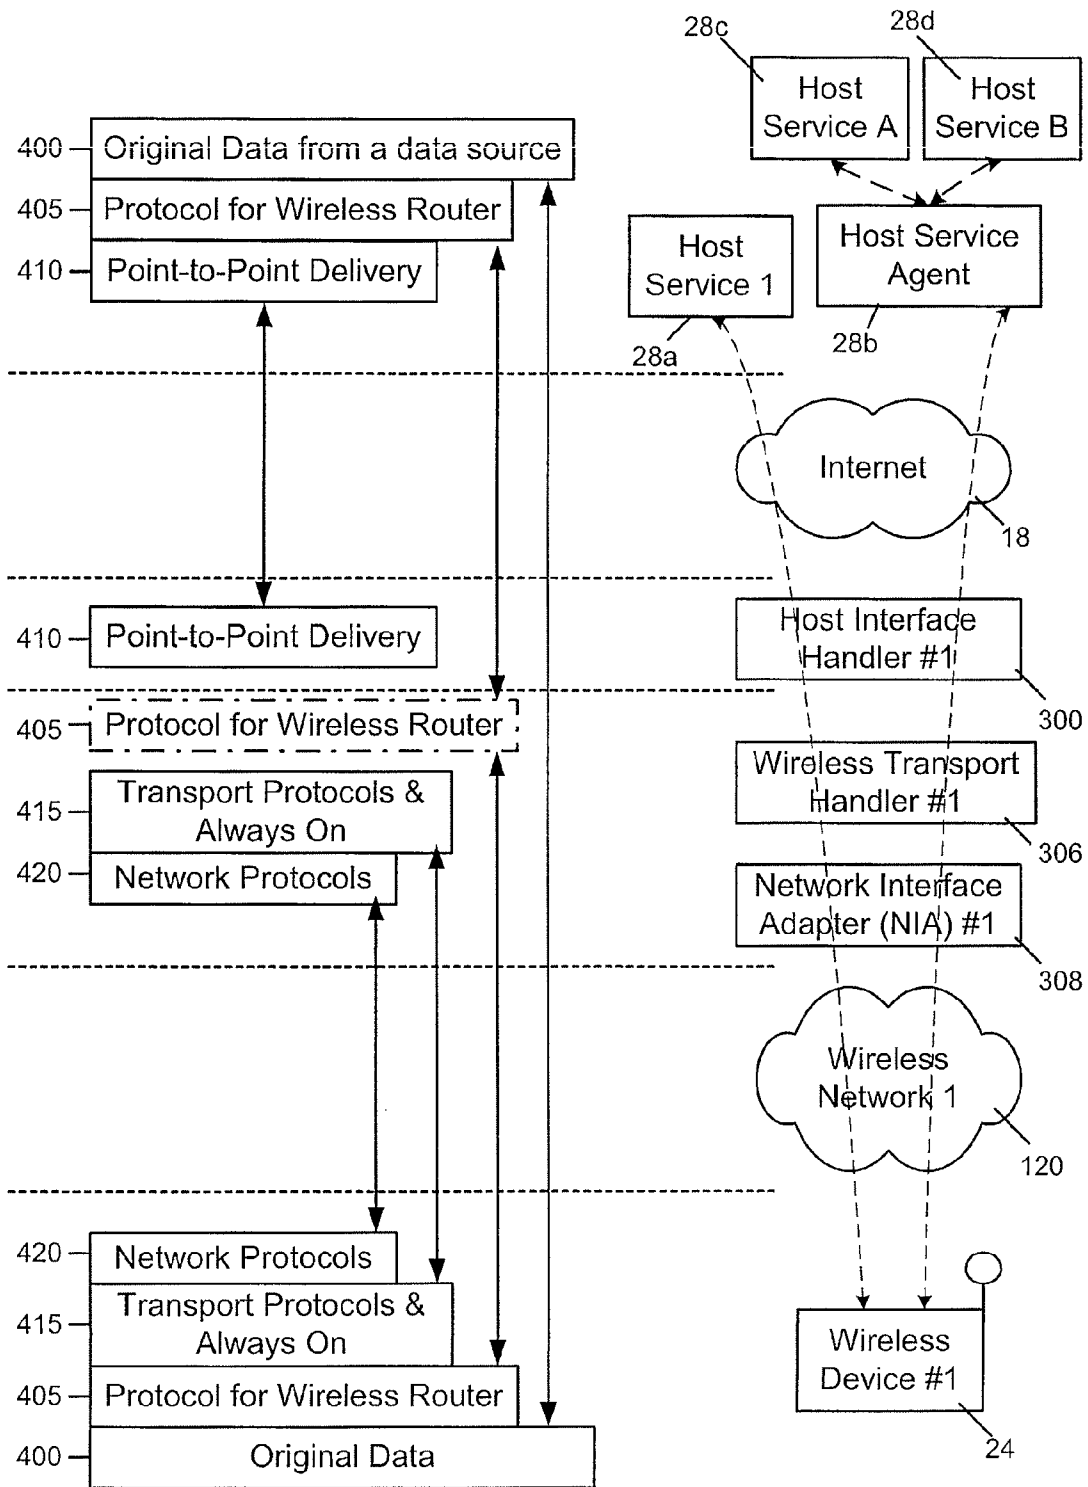 28c
28d
Host
Service A
Host
Service B
400
Original Data from a data source
405
Protocol for Wireless Router
410
Point-to-Point Delivery
Host
Service 1
Host Service
Agent
28a
28b
Internet
18
410
Point-to-Point Delivery
Host Interface
Handler #1
300
405
Protocol for Wireless Router
Wireless Transport
Handler #1
306
415
Transport Protocols &
Always On
420
Network Protocols
Network Interface
Adapter (NIA) #1
308
Wireless
Network 1
120
420
Network Protocols
415
Transport Protocols &
Always On
405
Protocol for Wireless Router
400
Original Data
Wireless
Device #1
24